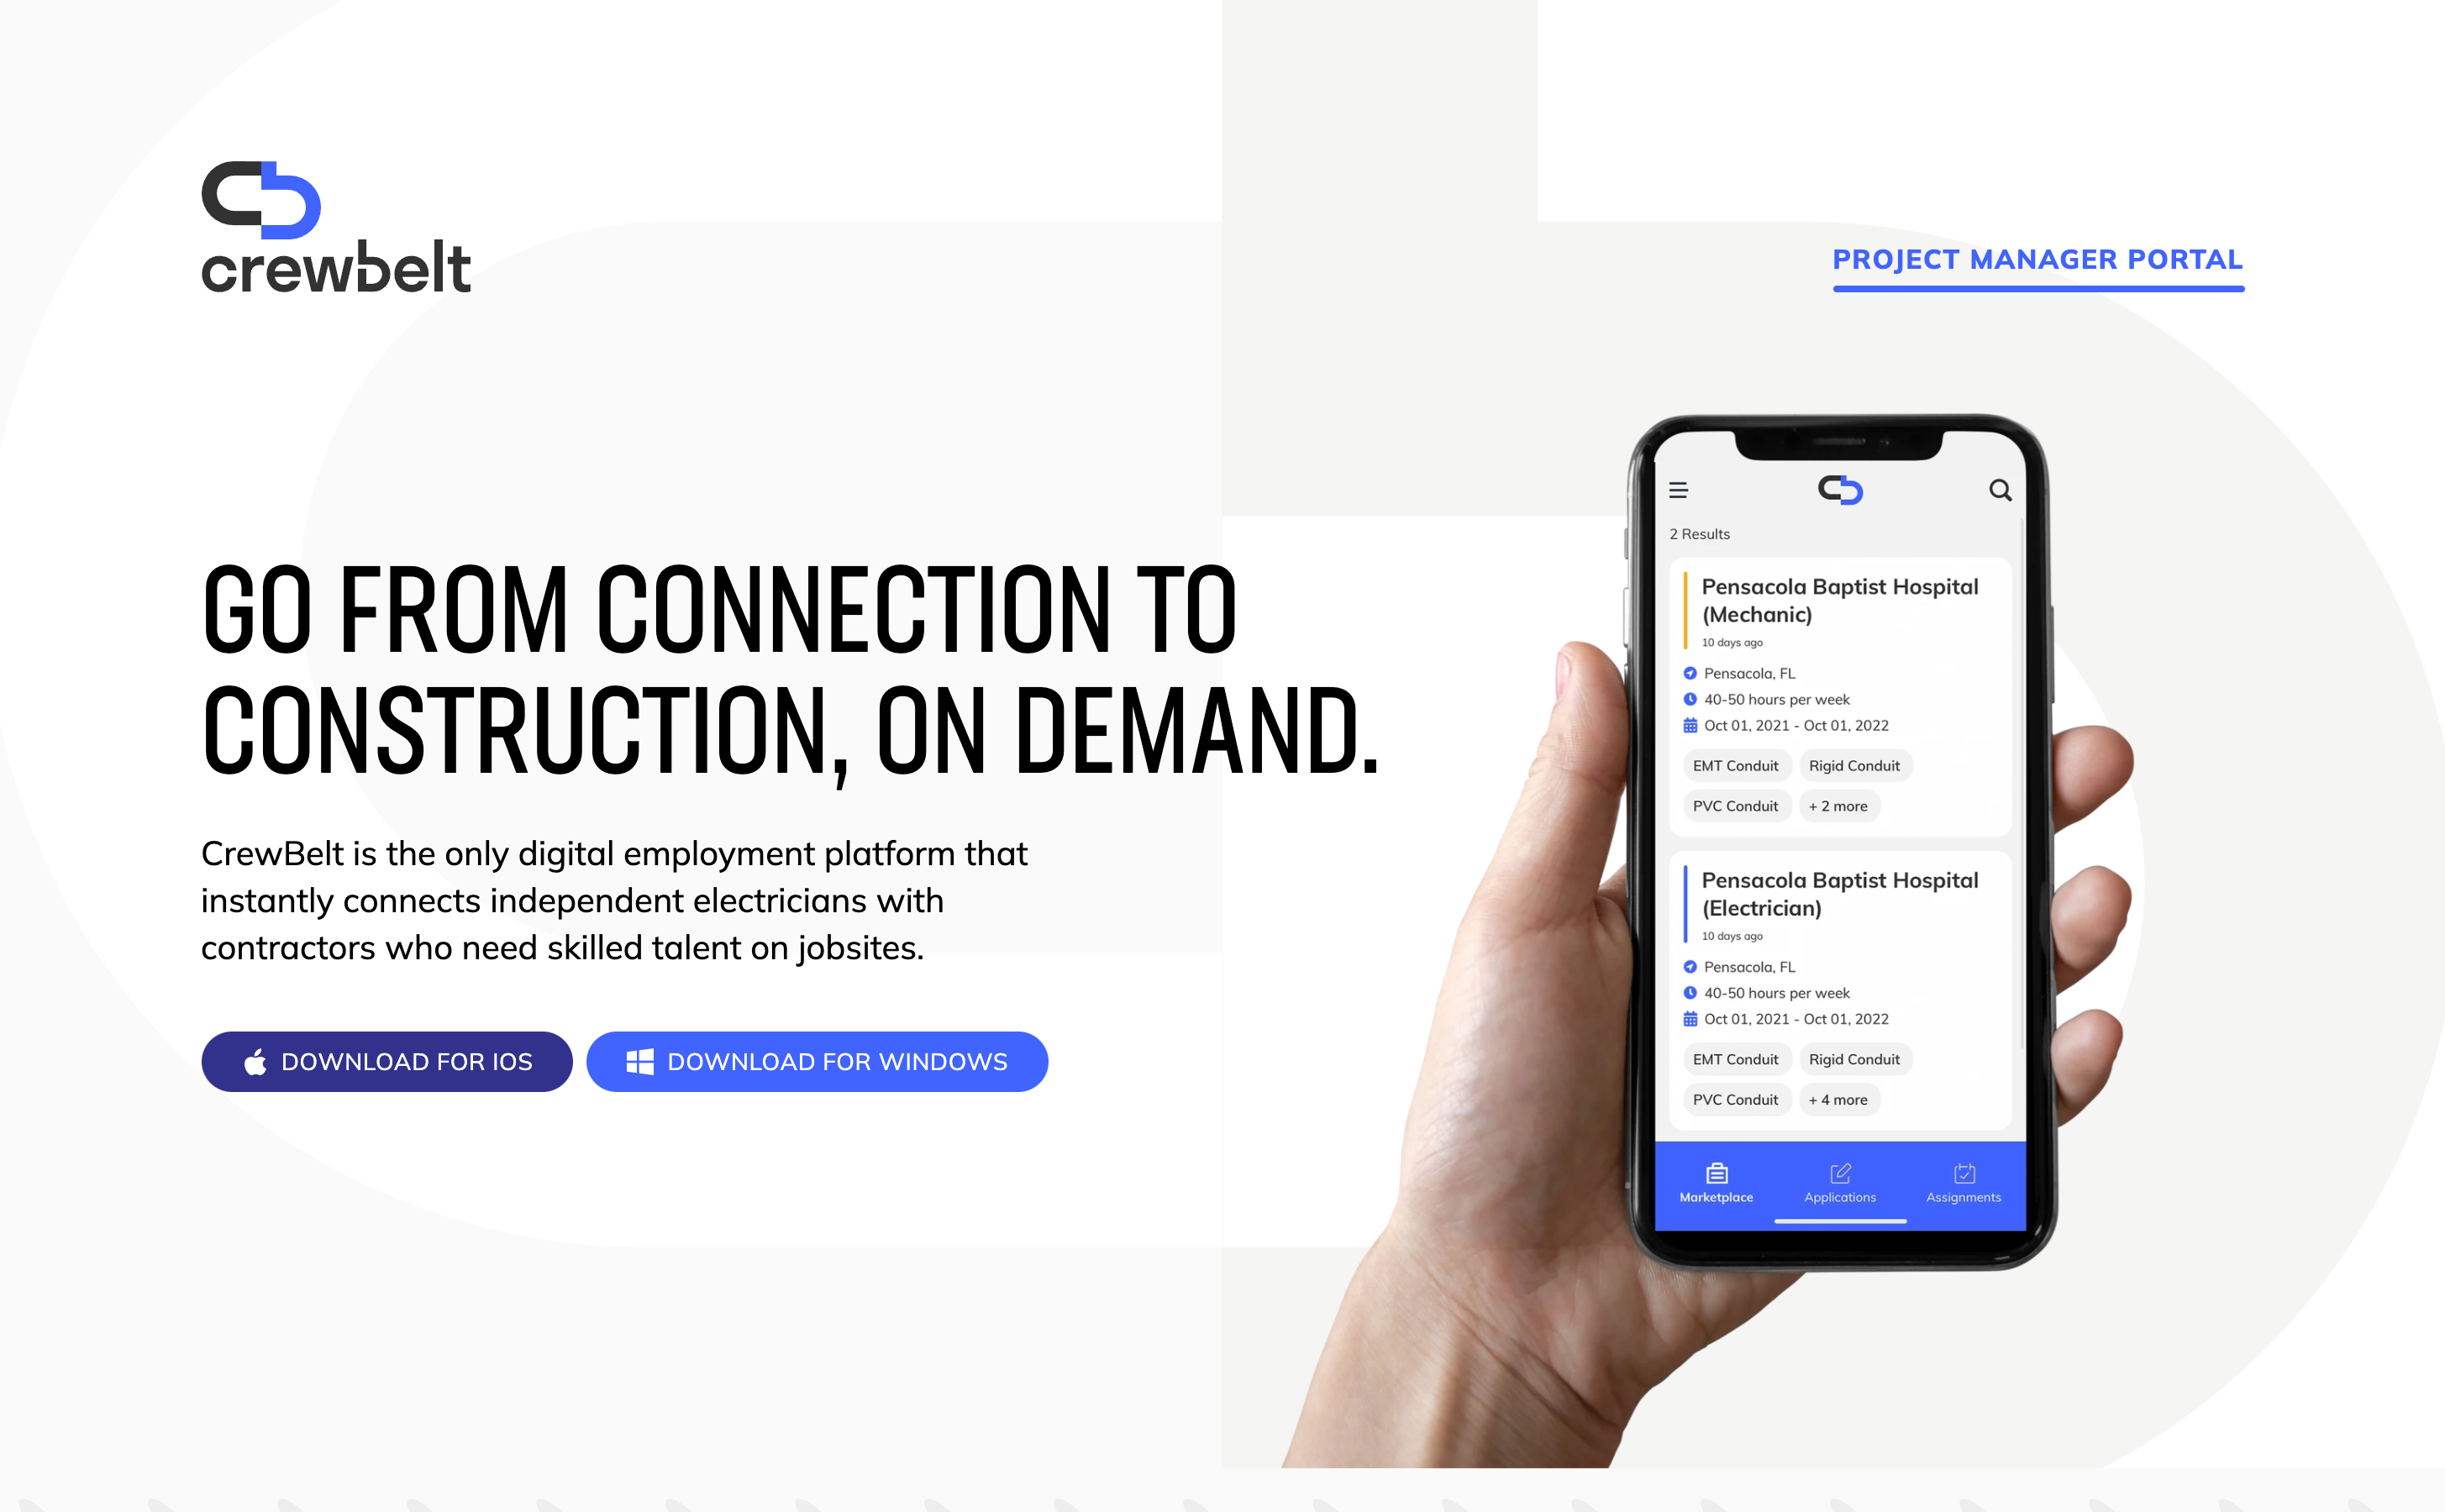 crewbelt
PROJECT MANAGER PORTAL
GO FROM CONNECTION TO
CONSTRUCTION, ON DEMAND.
CrewBelt is the only digital employment platform that
instantly connects independent electricians with
contractors who need skilled talent on jobsites.
DOWNLOAD FOR IOS
DOWNLOAD FOR WINDOWS
2 Results
Pensacola Baptist Hospital
(Mechanic)
10 days ago
Pensacola, FL
40-50 hours per week
Oct 01, 2021 - Oct 01, 2022
EMT Conduit
Rigid Conduit
PVC Conduit
+ 2 more
Pensacola Baptist Hospital
(Electrician)
10 days ago
Pensacola, FL
40-50 hours per week
Oct 01, 2021 - Oct 01, 2022
EMT Conduit
Rigid Conduit
PVC Conduit
+ 4 more
Marketplace
Applications
Assignments